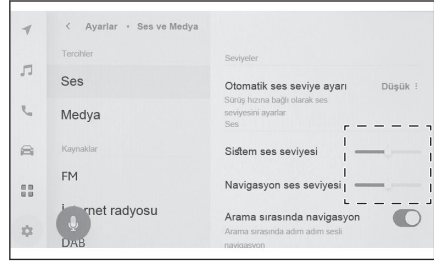 Ayarlar • Ses ve Medya
Tercihler
Ses
Medya
Kaynaklar
FM
radyosu
DAB
Seviyeler
Otomatik ses seviye ayarı
Düşük
Sürüş hızına bağlı olarak ses
seviyesini ayarlar
Ses
Sistem ses seviyesi
Navigasyon ses seviyesi
Arama sırasında navigasyon
Arama sırasında adım adım sesli
navigasyon